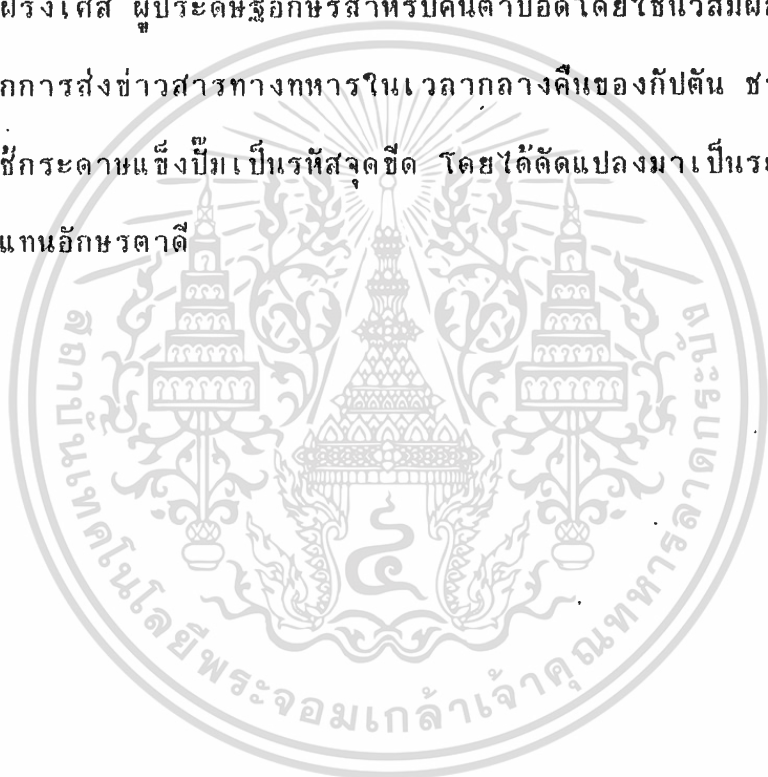 ฝรั่งเศส ผู้ประดิษฐ์อักษรสำหรับคนตาบอดโดยใช้นิ้วสัมผัส
กการส่งข่าวสารทางทหารในเวลากลางคืนของกัปตัน
ช้กระดาษแข็งปั๊มเป็นรหัสจุดขีด โดยได้ดัดแปลงมาเป็น
แทนอักษรตาดี
สถาบันเทคโนโลยีพระจอมเกล้าเจ้าคุณทหารลาดกระบัง